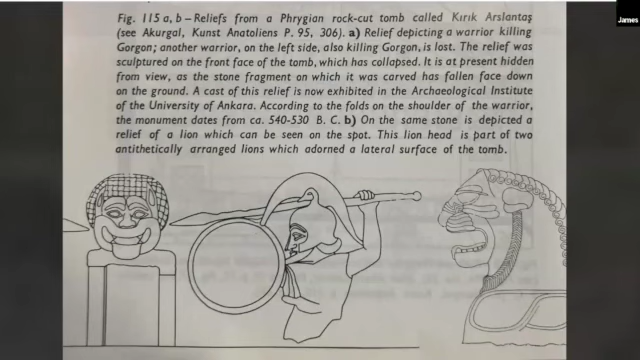 James
Fig. 115 a, b – Reliefs from a Phrygian rock-cut tomb called Kırık Arslantaş
(see Akurgal, Kunst Anatoliens P. 95, 306). a) Relief depicting a warrior killing
Gorgon; another warrior, on the left side, also killing Gorgon, is lost. The relief was
sculptured on the front face of the tomb, which has collapsed. It is at present hidden
from view, as the stone fragment on which it was carved has fallen face down
on the ground. A cast of this relief is now exhibited in the Archaeological Institute
of the University of Ankara. According to the folds on the shoulder of the warrior,
the monument dates from ca. 540-530 B. C. b) On the same stone is depicted a
relief of a lion which can be seen on the spot. This lion head is part of two
antithetically arranged lions which adorned a lateral surface of the tomb.